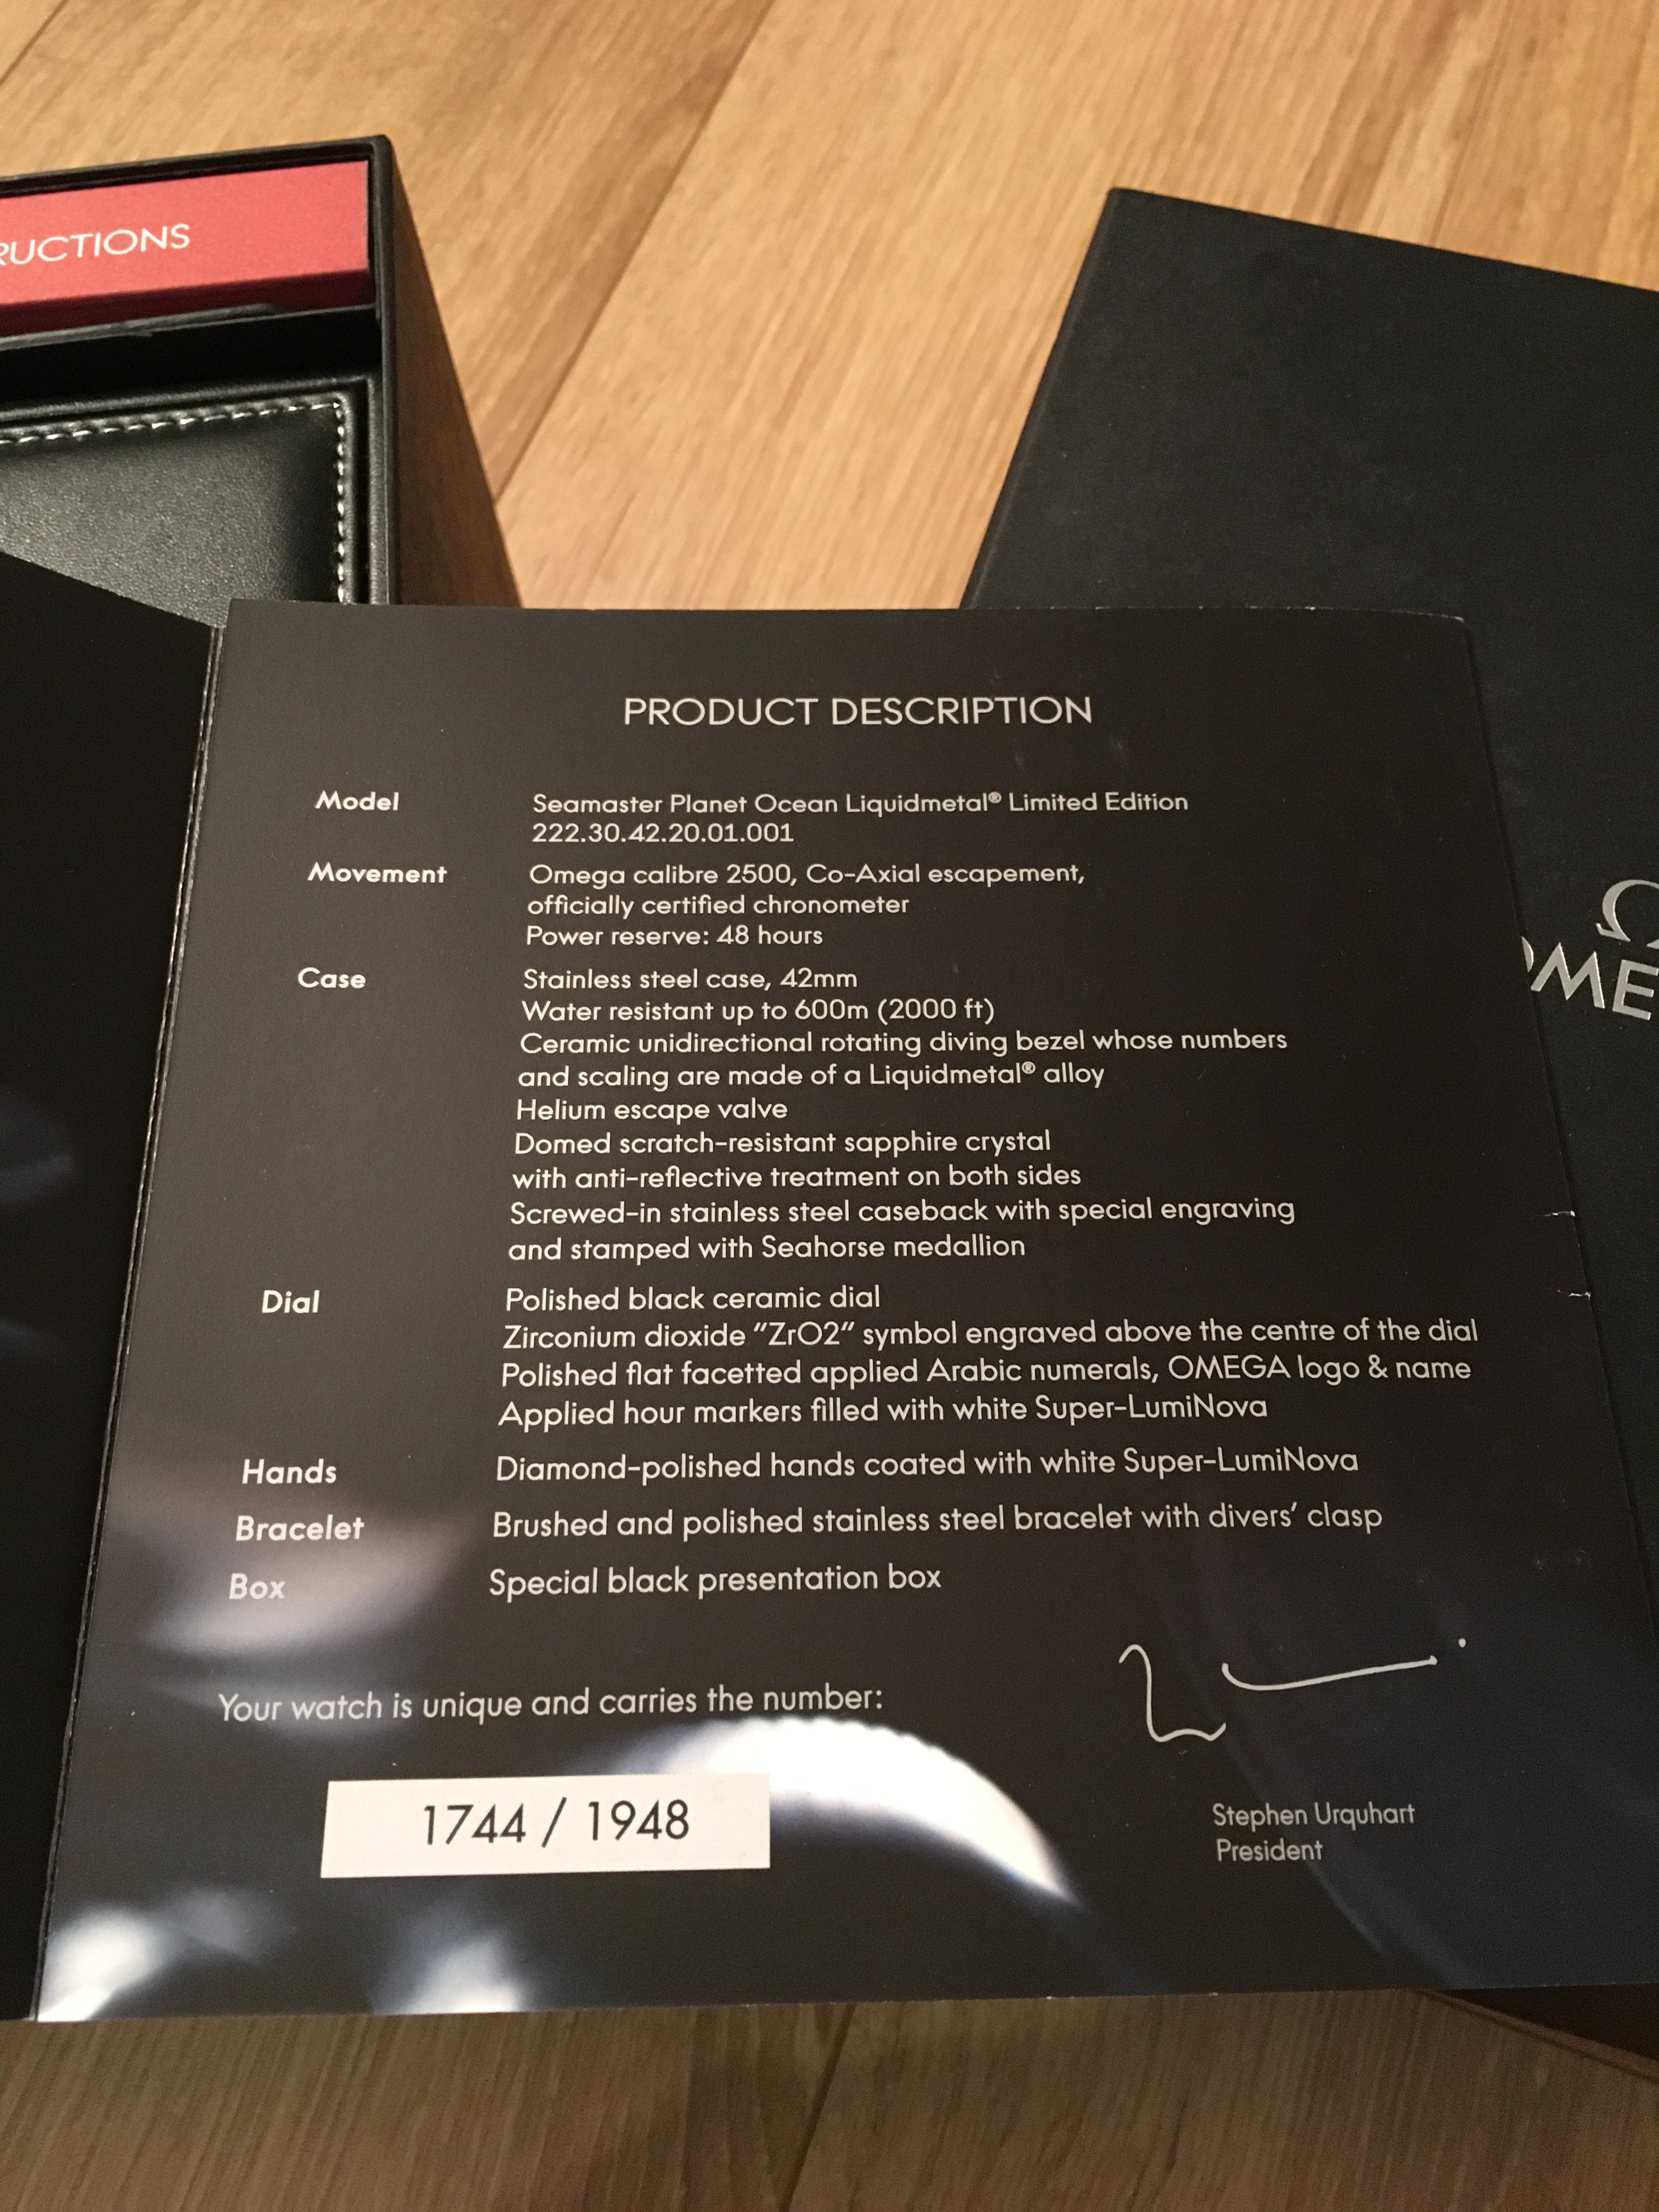 RUCTIONS
Ω
OMEG
PRODUCT DESCRIPTION
Model Seamaster Planet Ocean Liquidmetal® Limited Edition
222.30.42.20.01.001
Movement Omega calibre 2500, Co-Axial escapement,
officially certified chronometer
Power reserve: 48 hours
Case Stainless steel case, 42mm
Water resistant up to 600m (2000 ft)
Ceramic unidirectional rotating diving bezel whose numbers
and scaling are made of a Liquidmetal® alloy
Helium escape valve
Domed scratch-resistant sapphire crystal
with anti-reflective treatment on both sides
Screwed-in stainless steel caseback with special engraving
and stamped with Seahorse medallion
Dial Polished black ceramic dial
Zirconium dioxide "ZrO2" symbol engraved above the centre of the dial
Polished flat facetted applied Arabic numerals, OMEGA logo & name
Applied hour markers filled with white Super-LumiNova
Hands Diamond-polished hands coated with white Super-LumiNova
Bracelet Brushed and polished stainless steel bracelet with divers' clasp
Box Special black presentation box
Your watch is unique and carries the number:
1744 / 1948
Stephen Urquhart
President